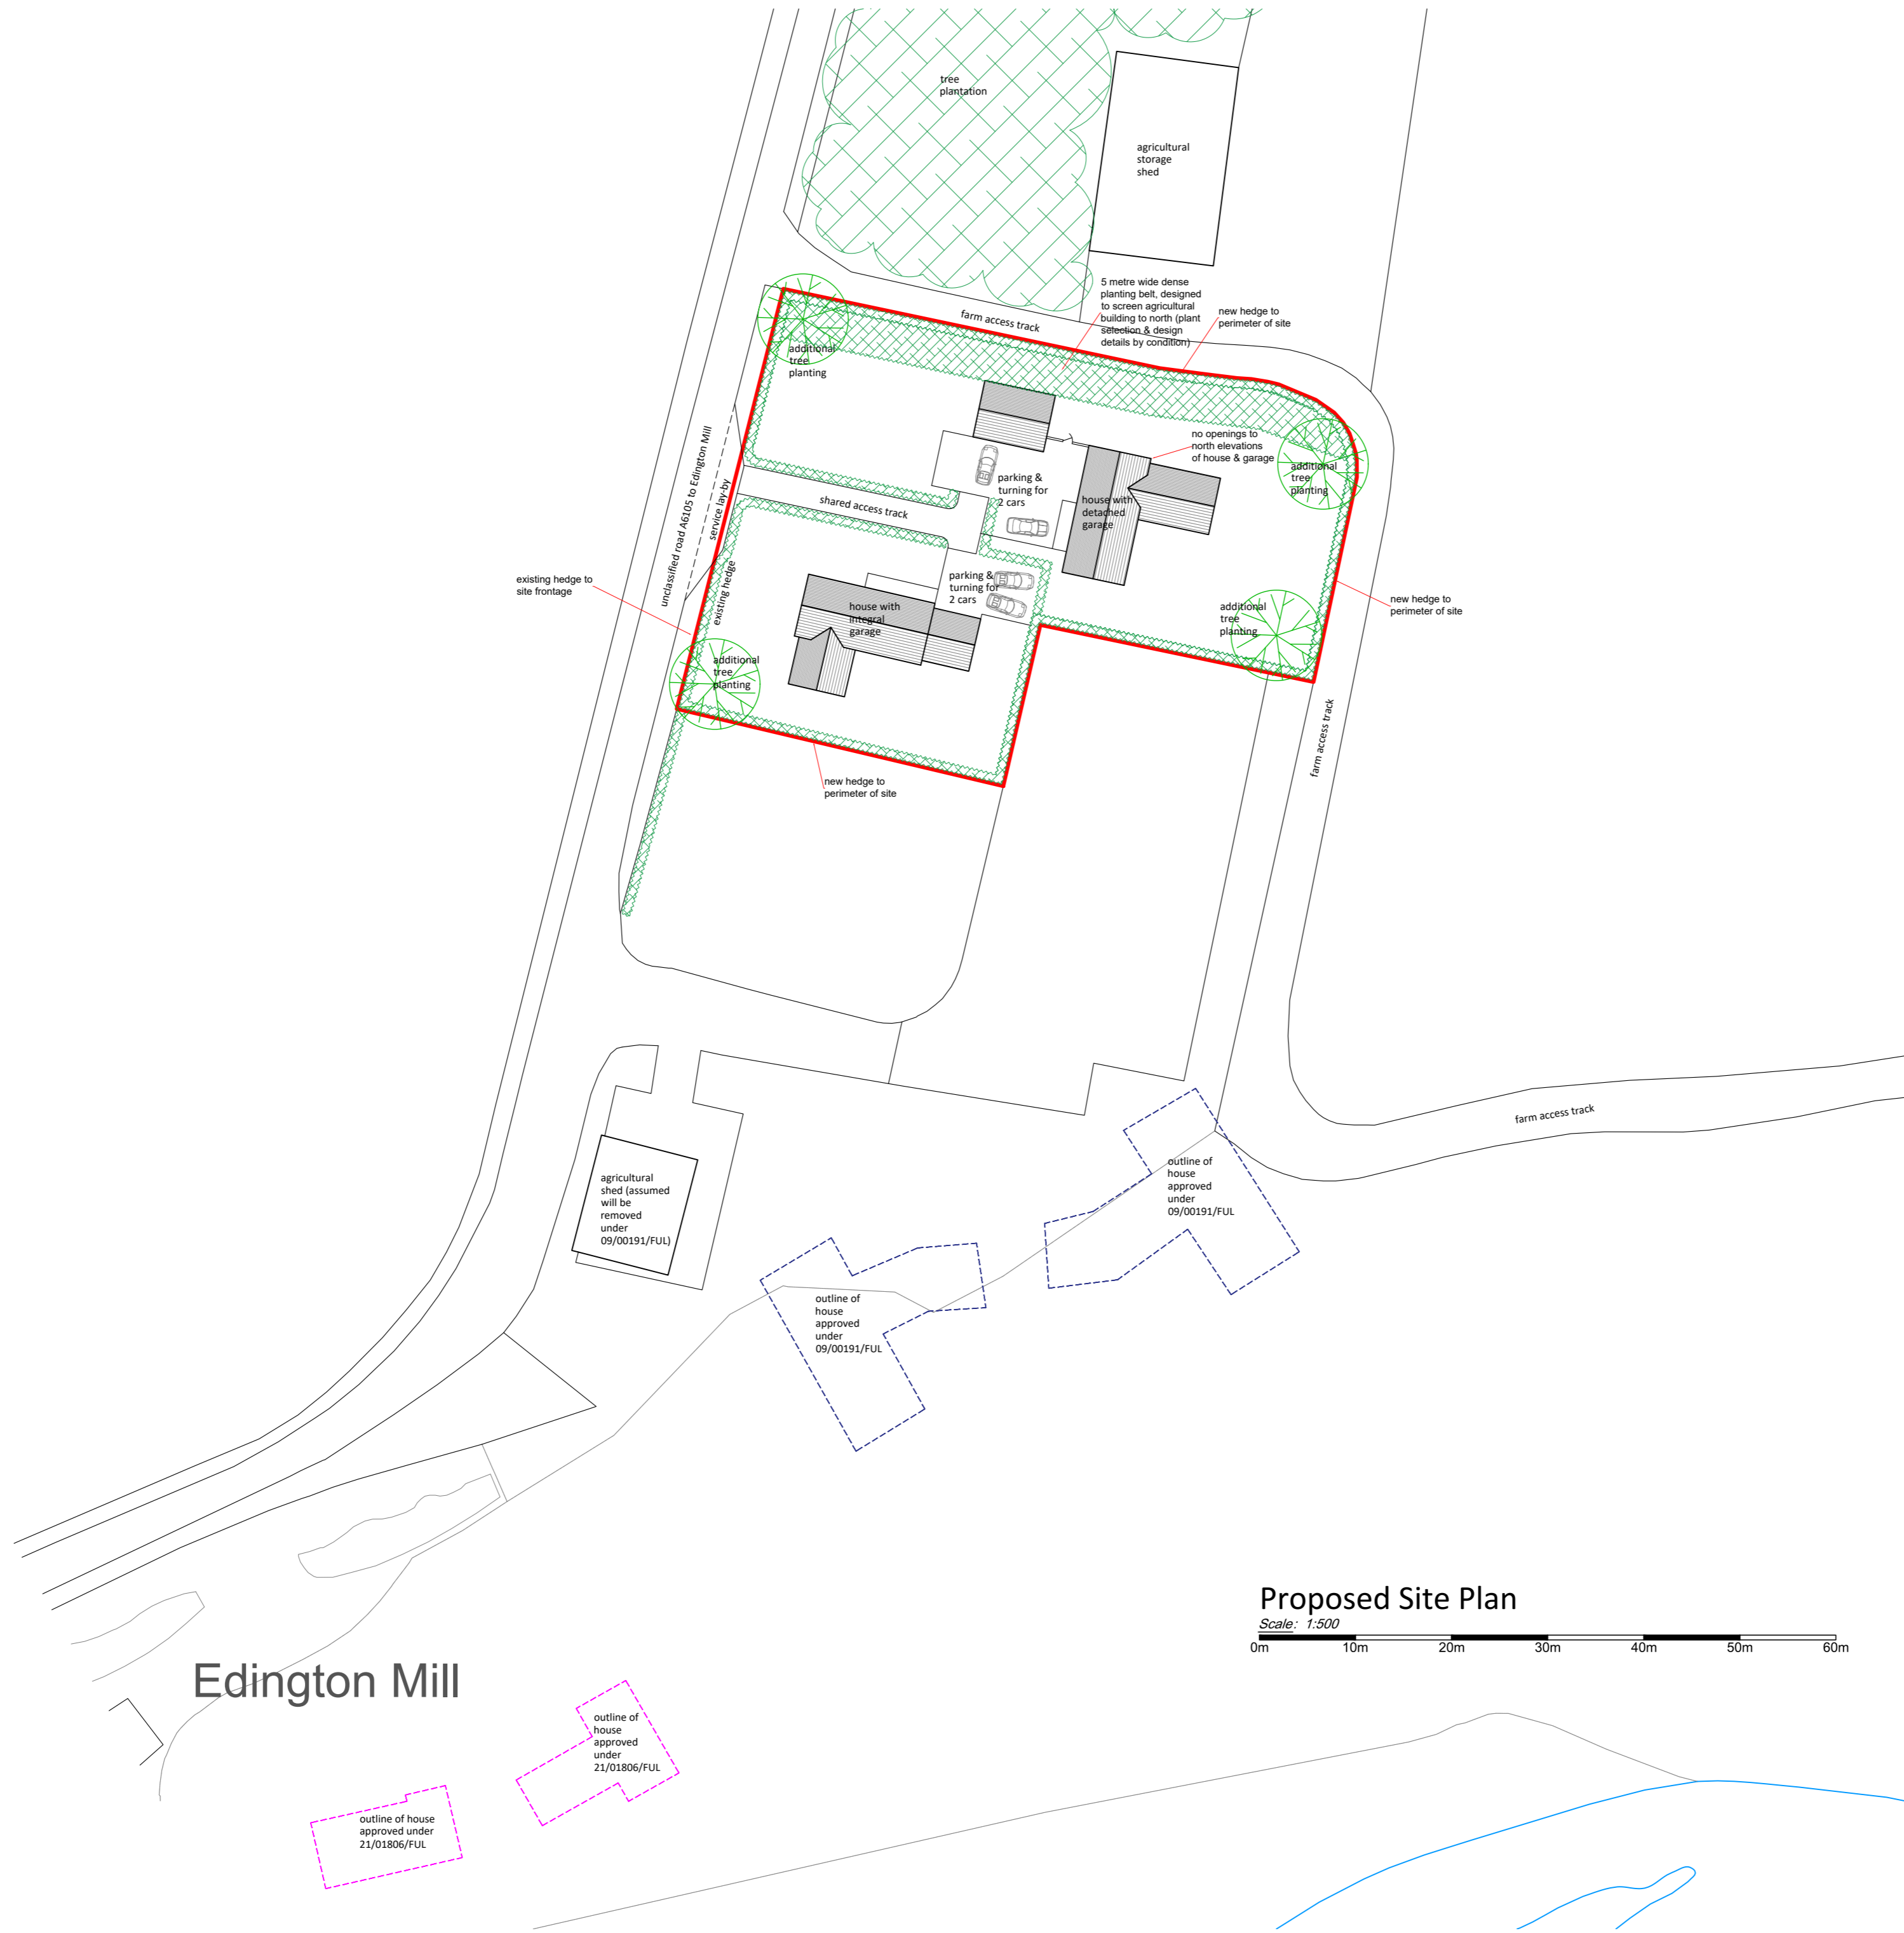 tree
plantation
agricultural
storage
shed
5 metre wide dense
planting belt, designed
to screen agricultural
building to north (plant
selection & design
details by condition)
new hedge to
perimeter of site
farm access track
additional
tree
planting
no openings to
north elevations
of house & garage
additional
tree
planting
parking &
turning for
2 cars
house with
detached
garage
shared access track
unclassified road A6105 to Edington Mill
service lay-by
existing hedge
existing hedge to
site frontage
parking &
turning for
2 cars
house with
integral
garage
additional
tree
planting
new hedge to
perimeter of site
additional
tree
planting
new hedge to
perimeter of site
farm access track
farm access track
agricultural
shed (assumed
will be
removed
under
09/00191/FUL)
outline of
house
approved
under
09/00191/FUL
outline of
house
approved
under
09/00191/FUL
Proposed Site Plan
Scale: 1:500
0m 10m 20m 30m 40m 50m 60m
Edington Mill
outline of
house
approved
under
21/01806/FUL
outline of house
approved under
21/01806/FUL